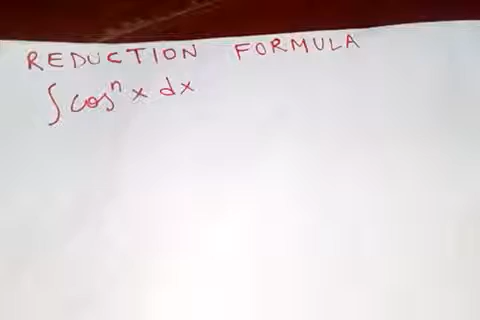 REDUCTION FORMULA
∫ cosⁿ x dx